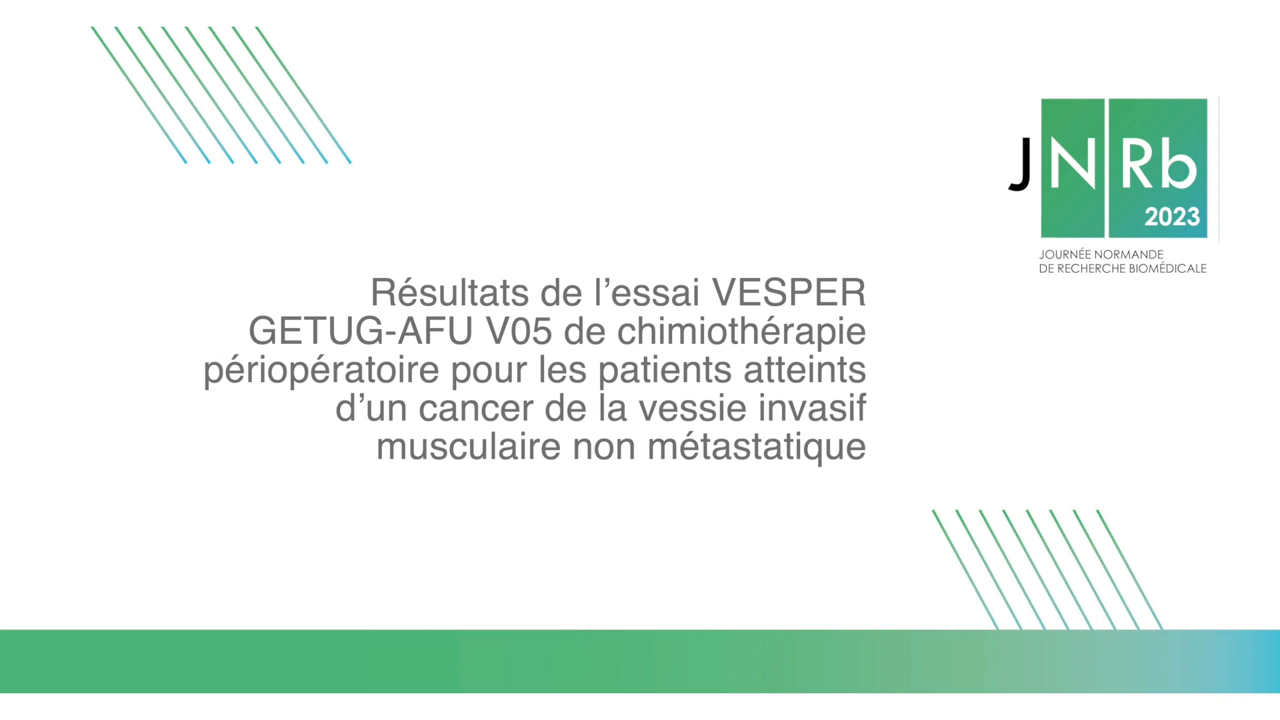 JNRb
2023
JOURNÉE NORMANDE
DE RECHERCHE BIOMÉDICALE
Résultats de l’essai VESPER
GETUG-AFU V05 de chimiothérapie
périopératoire pour les patients atteints
d’un cancer de la vessie invasif
musculaire non métastatique